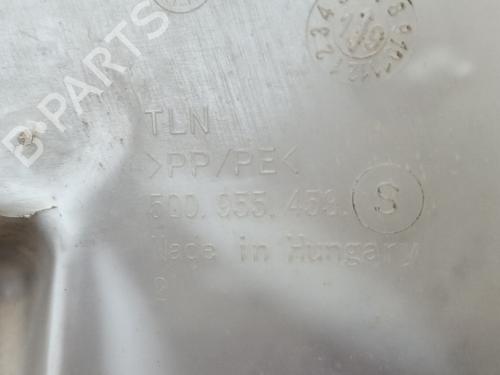 B-PARTS
TLN
>PP/PE<
5Q0.955.453. S
Made in Hungary
2